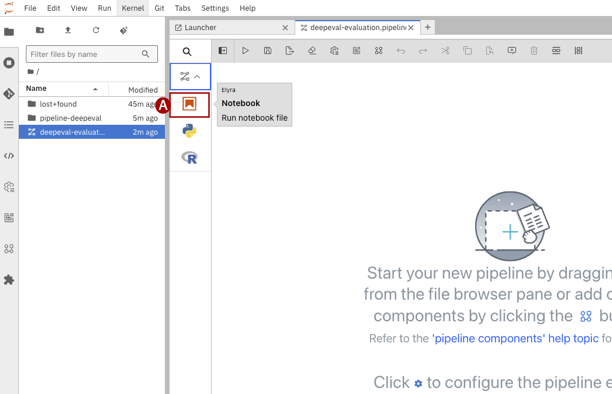 File Edit View Run Kernel Git Tabs Settings Help
Launcher
deepeval-evaluation.pipelin
Filter files by name
/
Name Modified
lost+found 45m ago
pipeline-deepeval 5m ago
deepeval-evaluat... 2m ago
A
Elyra
Notebook
Run notebook file
Start your new pipeline by draggin
from the file browser pane or add
components by clicking the bu
Refer to the 'pipeline components' help topic fo
Click to configure the pipeline e